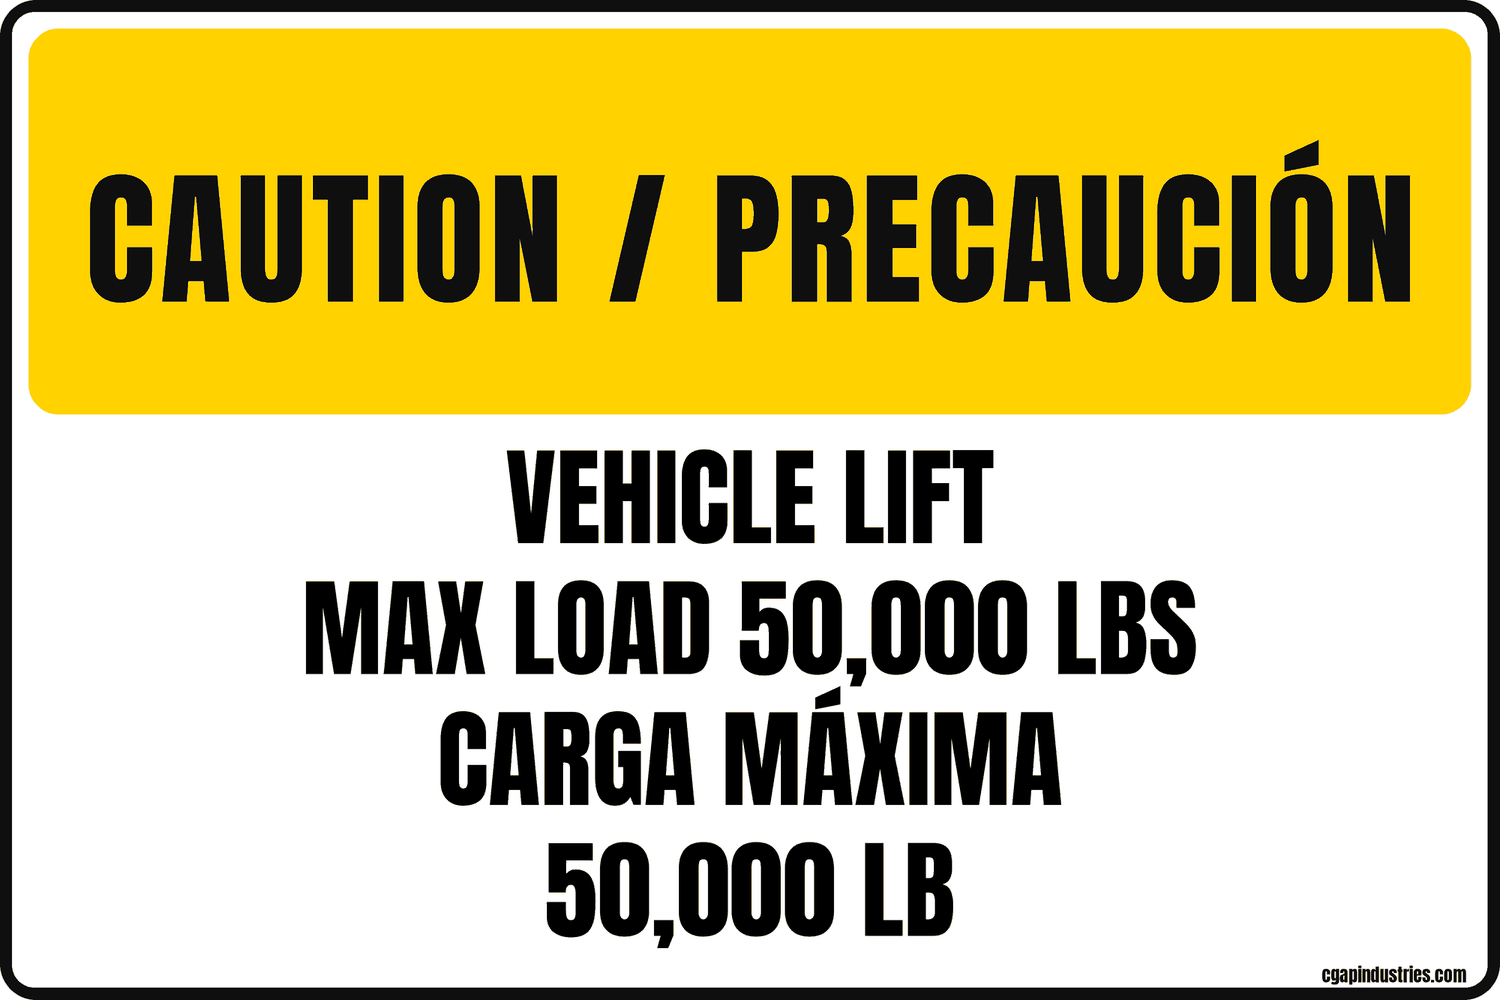 CAUTION / PRECAUCIÓN
VEHICLE LIFT
MAX LOAD 50,000 LBS
CARGA MÁXIMA
50,000 LB
cgapindustries.com